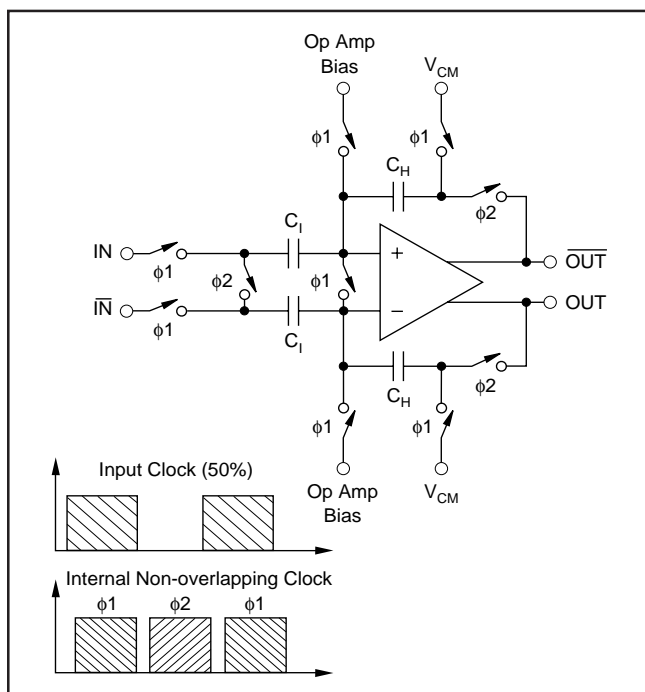 Op Amp
Bias
V_CM
φ1
φ1
C_H
φ2
C_I
IN
φ1
φ2
φ1
+
OUT
IN
φ1
−
OUT
C_I
C_H
φ2
φ1
φ1
Op Amp
Bias
V_CM
Input Clock (50%)
Internal Non-overlapping Clock
φ1 φ2 φ1